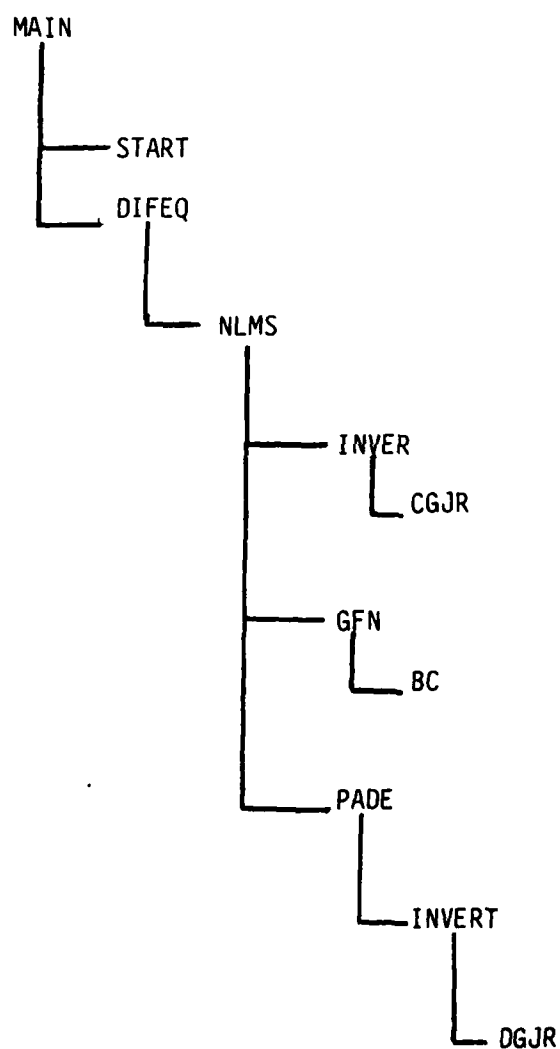 MAIN
START
DIFEQ
NLMS
INVER
CGJR
GFN
BC
PADE
INVERT
DGJR